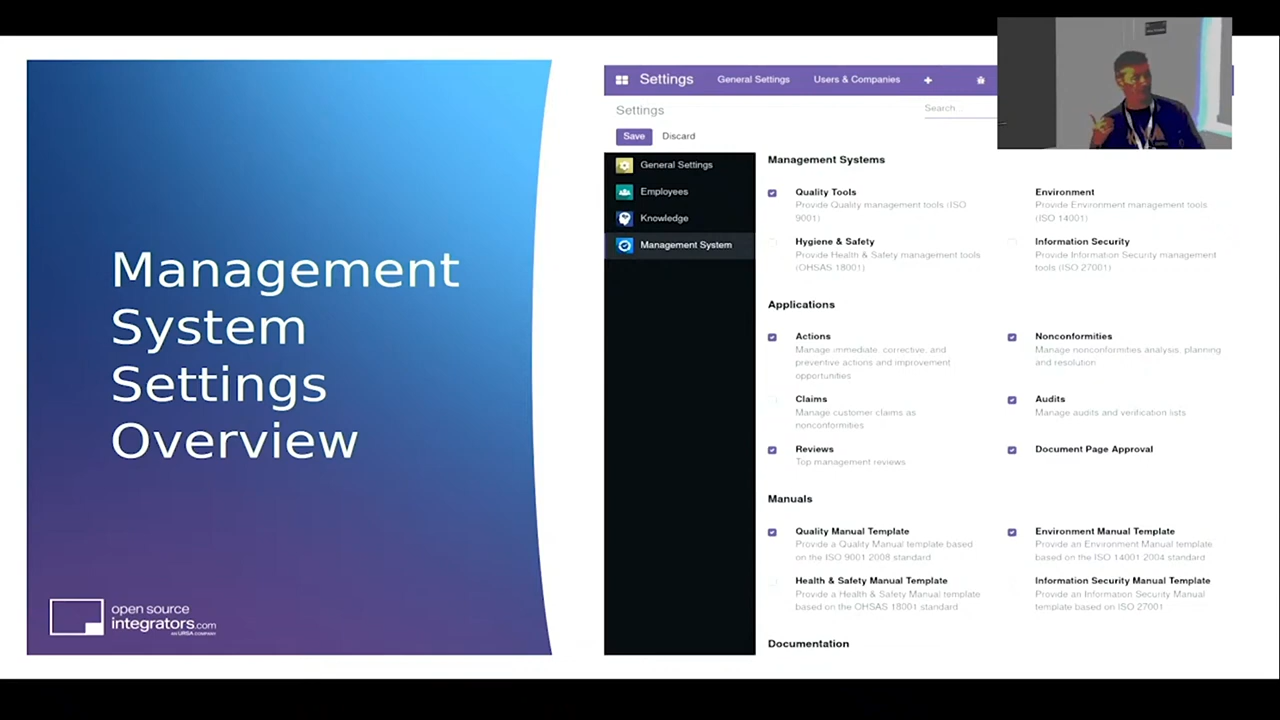 Management
System
Settings
Overview
open source
integrators.com
AN URSA COMPANY
Settings
General Settings
Users & Companies
Settings
Search...
Save
Discard
General Settings
Employees
Knowledge
Management System
Management Systems
Quality Tools
Provide Quality management tools (ISO
9001)
Environment
Provide Environment management tools
(ISO 14001)
Hygiene & Safety
Provide Health & Safety management tools
(OHSAS 18001)
Information Security
Provide Information Security management
tools (ISO 27001)
Applications
Actions
Manage immediate, corrective, and
preventive actions and improvement
opportunities
Nonconformities
Manage nonconformities analysis, planning
and resolution
Claims
Manage customer claims as
nonconformities
Audits
Manage audits and verification lists
Reviews
Top management reviews
Document Page Approval
Manuals
Quality Manual Template
Provide a Quality Manual template based
on the ISO 9001:2008 standard
Environment Manual Template
Provide an Environment Manual template
based on the ISO 14001:2004 standard
Health & Safety Manual Template
Provide a Health & Safety Manual template
based on the OHSAS 18001 standard
Information Security Manual Template
Provide an Information Security Manual
template based on ISO 27001
Documentation